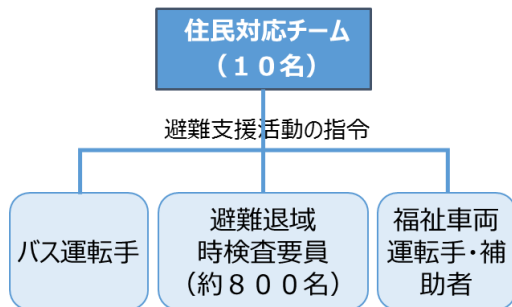 住民対応チーム
（１０名）
避難支援活動の指令
バス運転手
避難退域
時検査要員
（約８００名）
福祉車両
運転手・補
助者